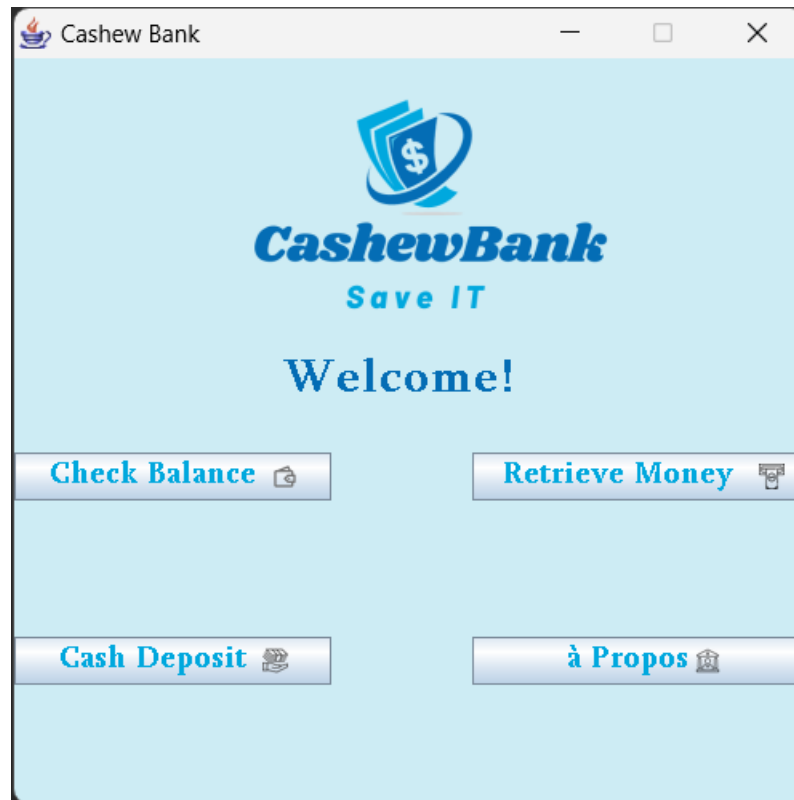 Cashew Bank
$
CashewBank
Save IT
Welcome!
Check Balance
Retrieve Money
Cash Deposit
à Propos